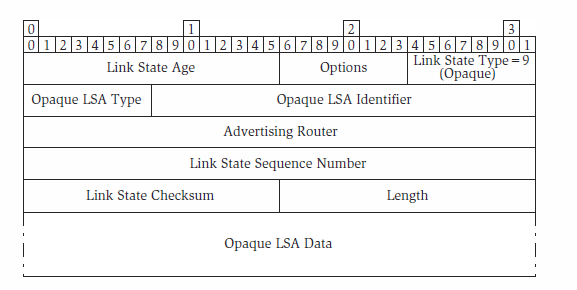 0 1 2 3
0 1 2 3 4 5 6 7 8 9 0 1 2 3 4 5 6 7 8 9 0 1 2 3 4 5 6 7 8 9 0 1
Link State Age Options Link State Type = 9
(Opaque)
Opaque LSA Type Opaque LSA Identifier
Advertising Router
Link State Sequence Number
Link State Checksum Length
Opaque LSA Data